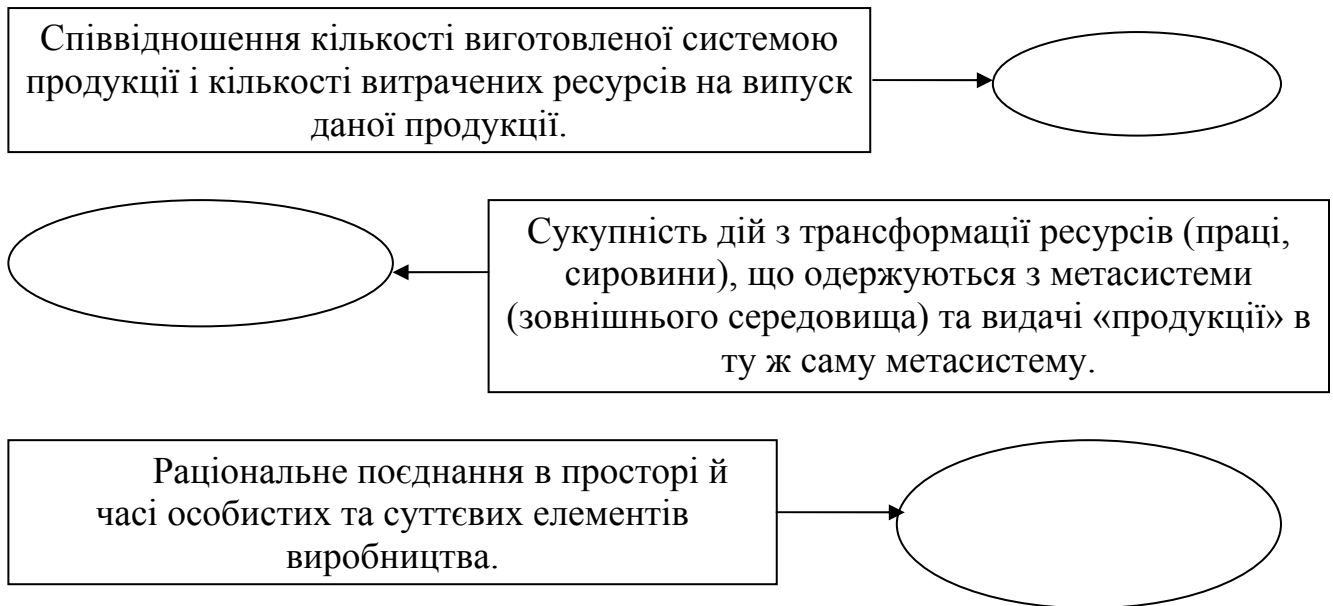 Співвідношення кількості виготовленої системою
продукції і кількості витрачених ресурсів на випуск
даної продукції.
Сукупність дій з трансформації ресурсів (праці,
сировини), що одержуються з метасистеми
(зовнішнього середовища) та видачі «продукції» в
ту ж саму метасистему.
Раціональне поєднання в просторі й
часі особистих та суттєвих елементів
виробництва.